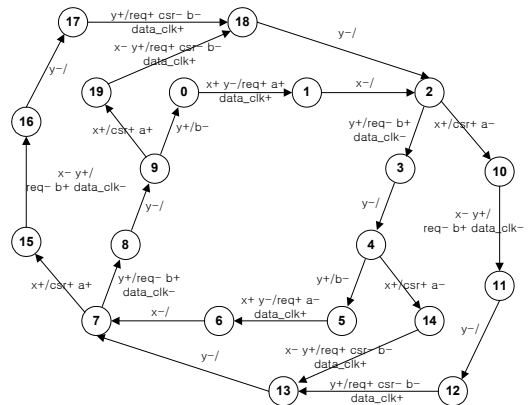 17
y+/req+ csr− b−
data_clk+
18
x− y+/req+ csr− b−
data_clk+
y−/
y−/
19
0
x+ y−/req+ a+
data_clk+
1
x−/
2
16
x+/csr+ a+
y+/b−
y+/req− b+
data_clk−
x+/csr+ a−
9
3
10
x− y+/
req− b+ data_clk−
y−/
y−/
x− y+/
req− b+ data_clk−
15
8
4
x+/csr+ a+
y+/req− b+
data_clk−
y+/b−
x+/csr+ a−
11
7
x−/
6
x+ y−/req+ a−
data_clk+
5
14
y−/
y−/
x− y+/req+ csr− b−
data_clk+
13
y+/req+ csr− b−
data_clk+
12